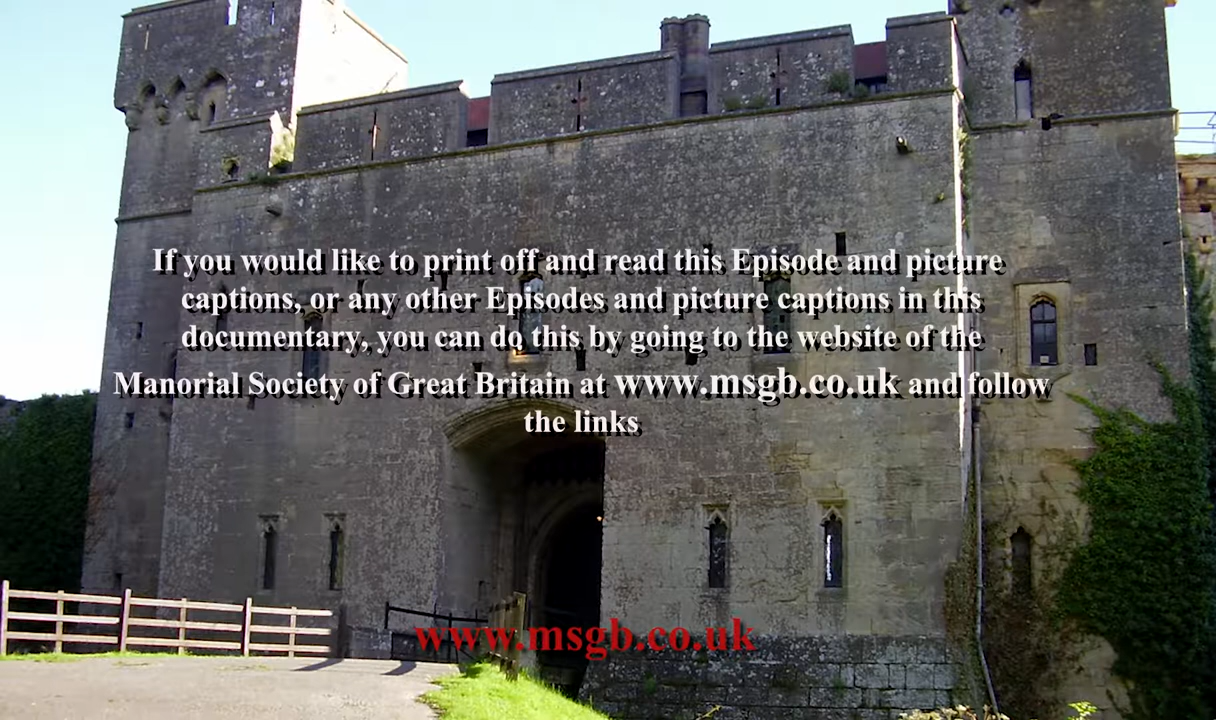 If you would like to print off and read this Episode and picture
captions, or any other Episodes and picture captions in this
documentary, you can do this by going to the website of the
Manorial Society of Great Britain at www.msgb.co.uk and follow
the links
www.msgb.co.uk